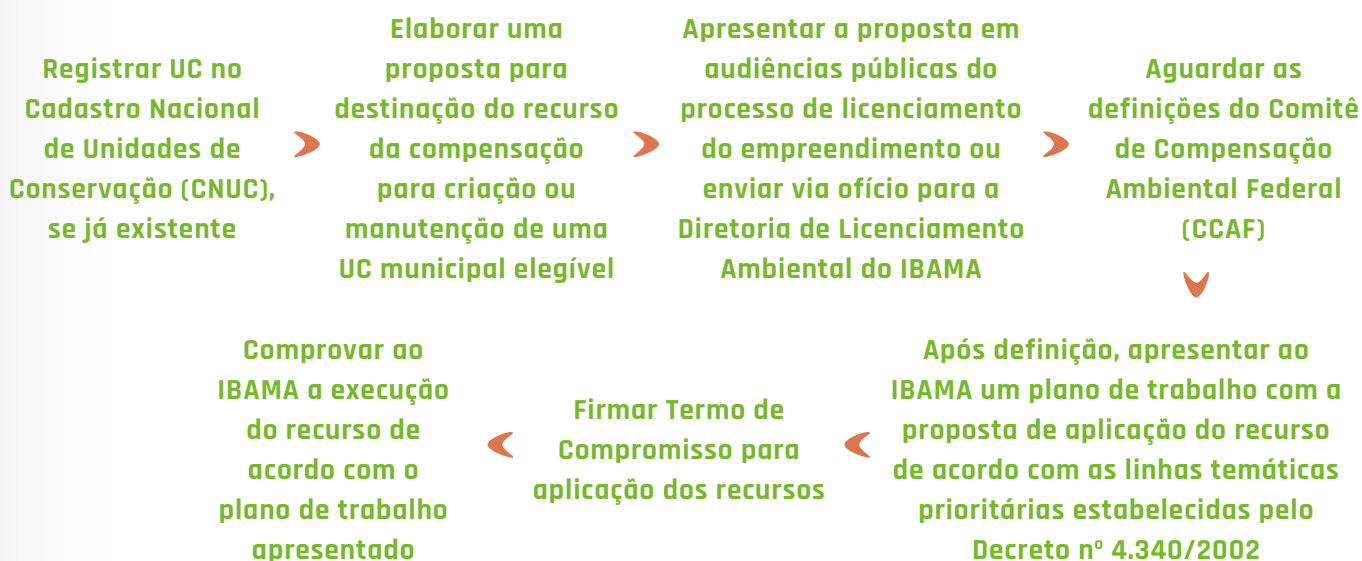 Registrar UC no
Cadastro Nacional
de Unidades de
Conservação (CNUC),
se já existente
Elaborar uma
proposta para
destinação do recurso
da compensação
para criação ou
manutenção de uma
UC municipal elegível
Apresentar a proposta em
audiências públicas do
processo de licenciamento
do empreendimento ou
enviar via ofício para a
Diretoria de Licenciamento
Ambiental do IBAMA
Aguardar as
definições do Comitê
de Compensação
Ambiental Federal
(CCAF)
Após definição, apresentar ao
IBAMA um plano de trabalho com a
proposta de aplicação do recurso
de acordo com as linhas temáticas
prioritárias estabelecidas pelo
Decreto nº 4.340/2002
Firmar Termo de
Compromisso para
aplicação dos recursos
Comprovar ao
IBAMA a execução
do recurso de
acordo com o
plano de trabalho
apresentado